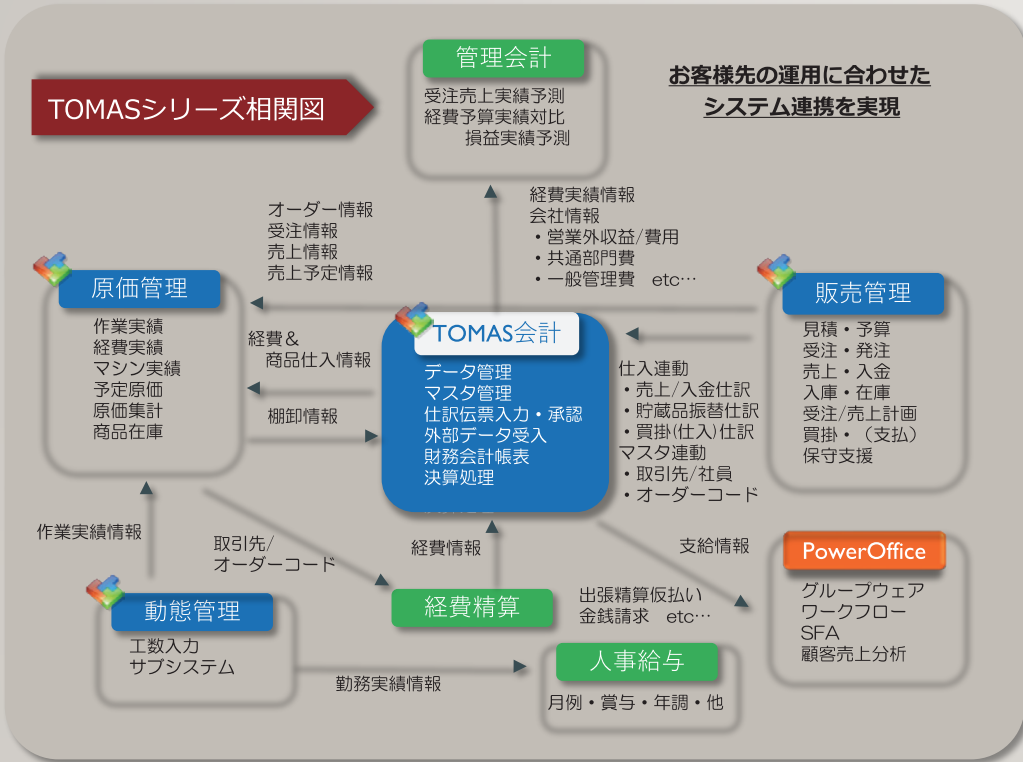 管理会計
受注売上実績予測
経費予算実績対比
損益実績予測
お客様先の運用に合わせた
システム連携を実現
TOMASシリーズ相関図
オーダー情報
受注情報
売上情報
売上予定情報
経費実績情報
会社情報
・営業外収益/費用
・共通部門費
・一般管理費 etc…
原価管理
作業実績
経費実績
マシン実績
予定原価
原価集計
商品在庫
経費&
商品仕入情報
棚卸情報
TOMAS会計
データ管理
マスタ管理
仕訳伝票入力・承認
外部データ受入
財務会計帳表
決算処理
仕入連動
・売上/入金仕訳
・貯蔵品振替仕訳
・買掛(仕入)仕訳
マスタ連動
・取引先/社員
・オーダーコード
販売管理
見積・予算
受注・発注
売上・入金
入庫・在庫
受注/売上計画
買掛・（支払）
保守支援
作業実績情報
取引先/
オーダーコード
経費情報
支給情報
PowerOffice
グループウェア
ワークフロー
SFA
顧客売上分析
動態管理
工数入力
サブシステム
経費精算
出張精算仮払い
金銭請求 etc…
勤務実績情報
人事給与
月例・賞与・年調・他